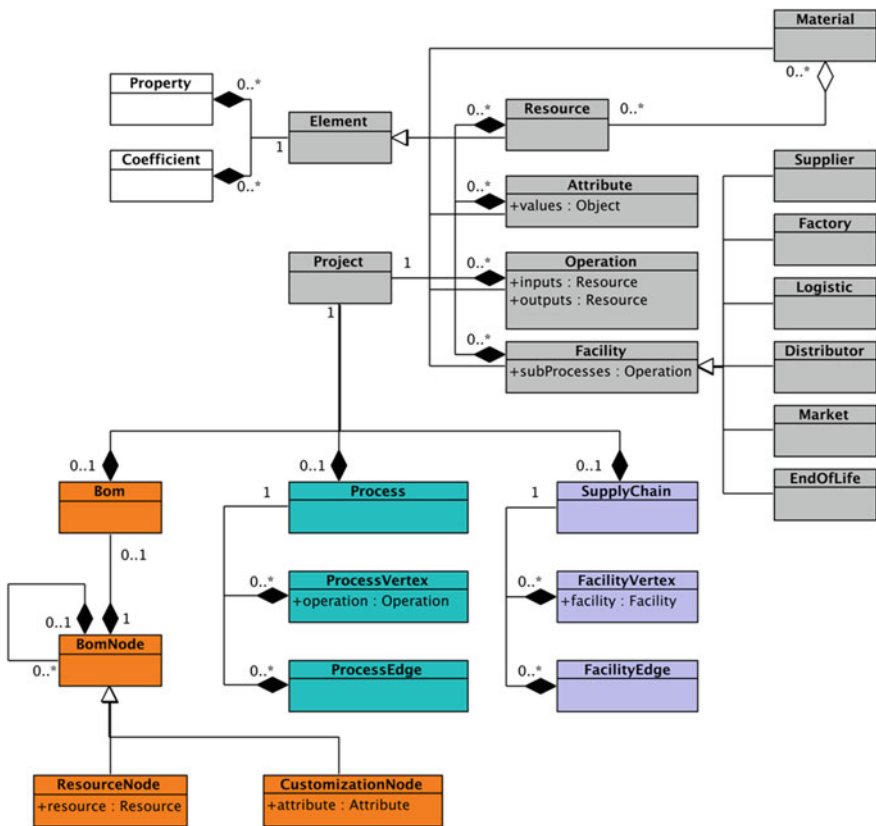 Material
0..*
Property
0..*
Element
1
Coefficient
0..*
0..*
Resource
0..*
Supplier
0..*
Attribute
+values : Object
Factory
Project
1
1
0..*
Operation
+inputs : Resource
+outputs : Resource
Logistic
0..*
Facility
+subProcesses : Operation
Distributor
Market
EndOfLife
0..1
Bom
0..1
0..1
Process
1
0..1
SupplyChain
1
0..*
ProcessVertex
+operation : Operation
0..*
FacilityVertex
+facility : Facility
0..1
1
BomNode
0..*
0..*
ProcessEdge
0..*
FacilityEdge
ResourceNode
+resource : Resource
CustomizationNode
+attribute : Attribute